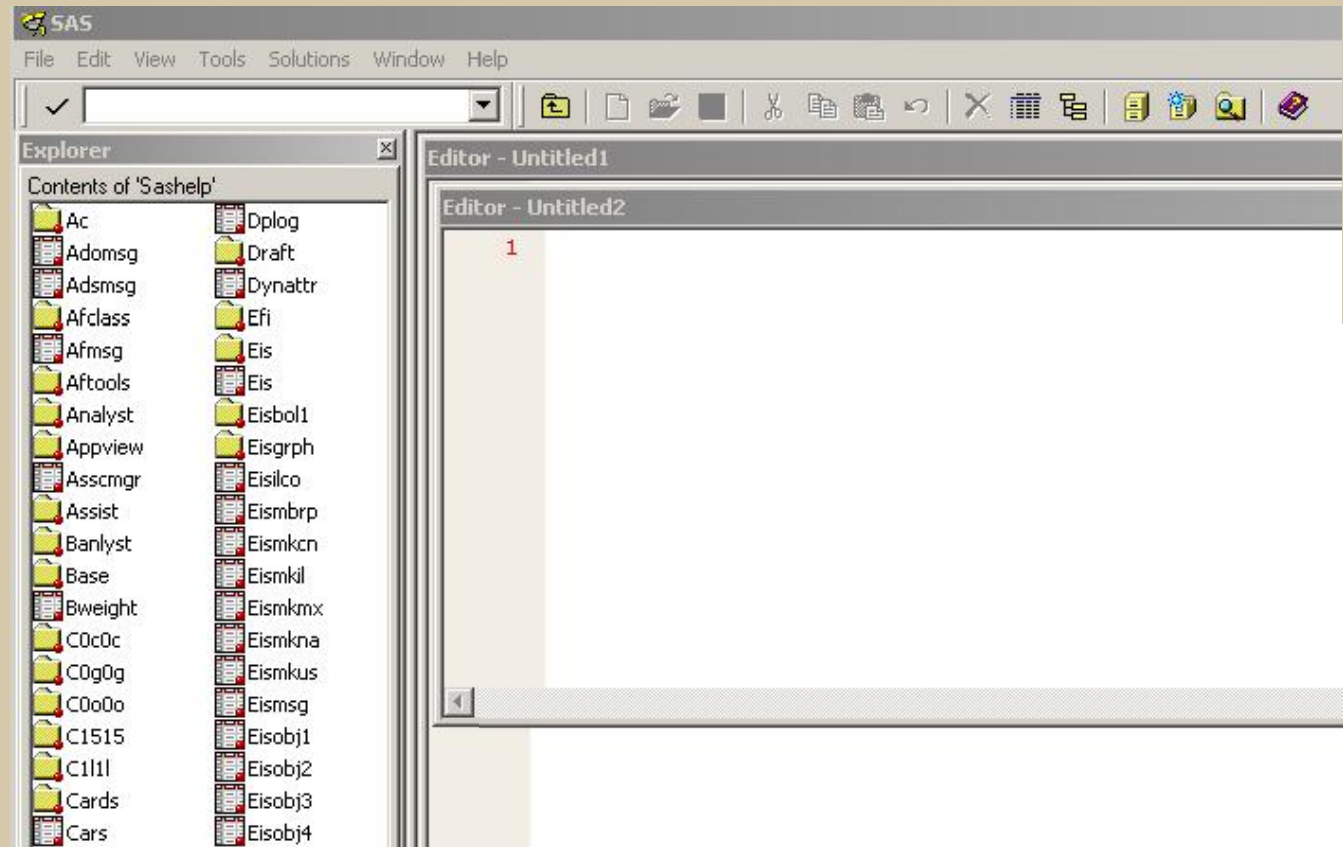 SAS
File Edit View Tools Solutions Window Help
Explorer
Contents of 'Sashelp'
Ac
Adomsg
Adsmsg
Afclass
Afmsg
Aftools
Analyst
Appview
Asscmgr
Assist
Banlyst
Base
Bweight
C0c0c
C0g0g
C0o0o
C1515
C1l1l
Cards
Cars
Dplog
Draft
Dynattr
Efi
Eis
Eis
Eisbol1
Eisgrph
Eisilco
Eismbrp
Eismkcn
Eismkil
Eismkmx
Eismkna
Eismkus
Eismsg
Eisobj1
Eisobj2
Eisobj3
Eisobj4
Editor - Untitled1
Editor - Untitled2
1